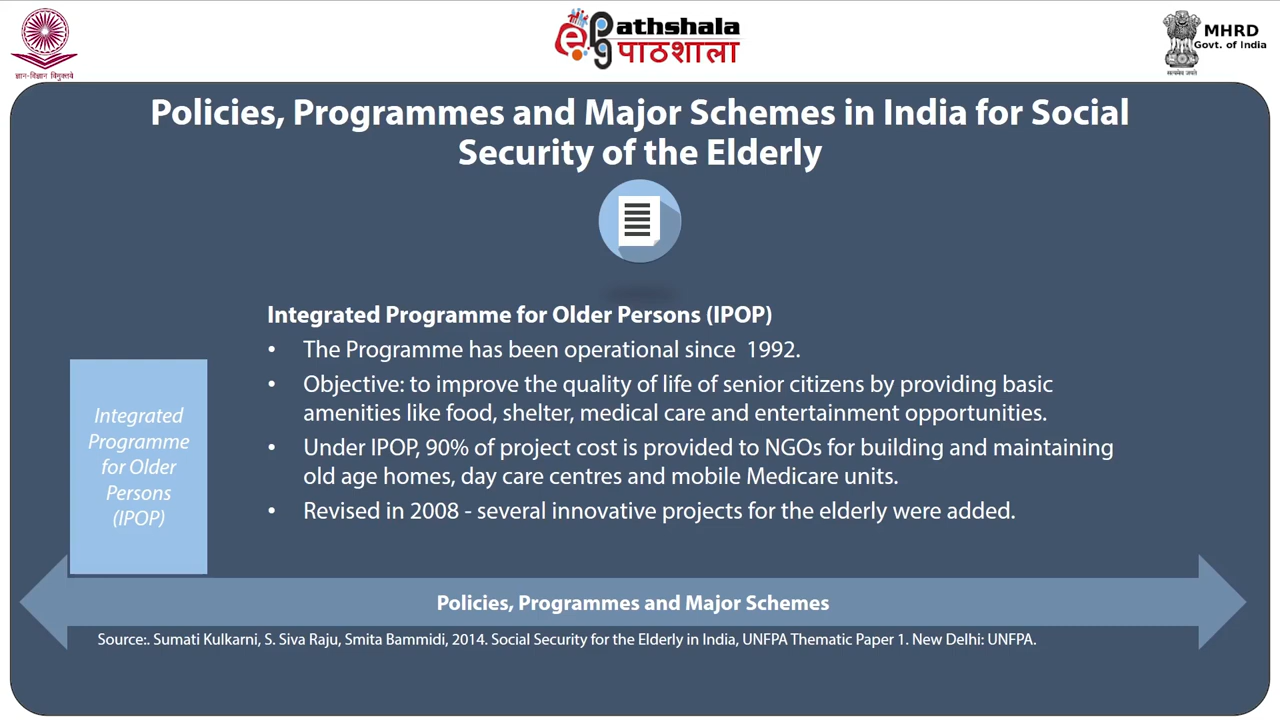 ज्ञान-विज्ञान विमुक्तये
ePathshala
पाठशाला
MHRD
Govt. of India
सत्यमेव जयते
Policies, Programmes and Major Schemes in India for Social
Security of the Elderly
Integrated Programme for Older Persons (IPOP)
• The Programme has been operational since 1992.
• Objective: to improve the quality of life of senior citizens by providing basic
amenities like food, shelter, medical care and entertainment opportunities.
• Under IPOP, 90% of project cost is provided to NGOs for building and maintaining
old age homes, day care centres and mobile Medicare units.
• Revised in 2008 - several innovative projects for the elderly were added.
Integrated
Programme
for Older
Persons
(IPOP)
Policies, Programmes and Major Schemes
Source:. Sumati Kulkarni, S. Siva Raju, Smita Bammidi, 2014. Social Security for the Elderly in India, UNFPA Thematic Paper 1. New Delhi: UNFPA.